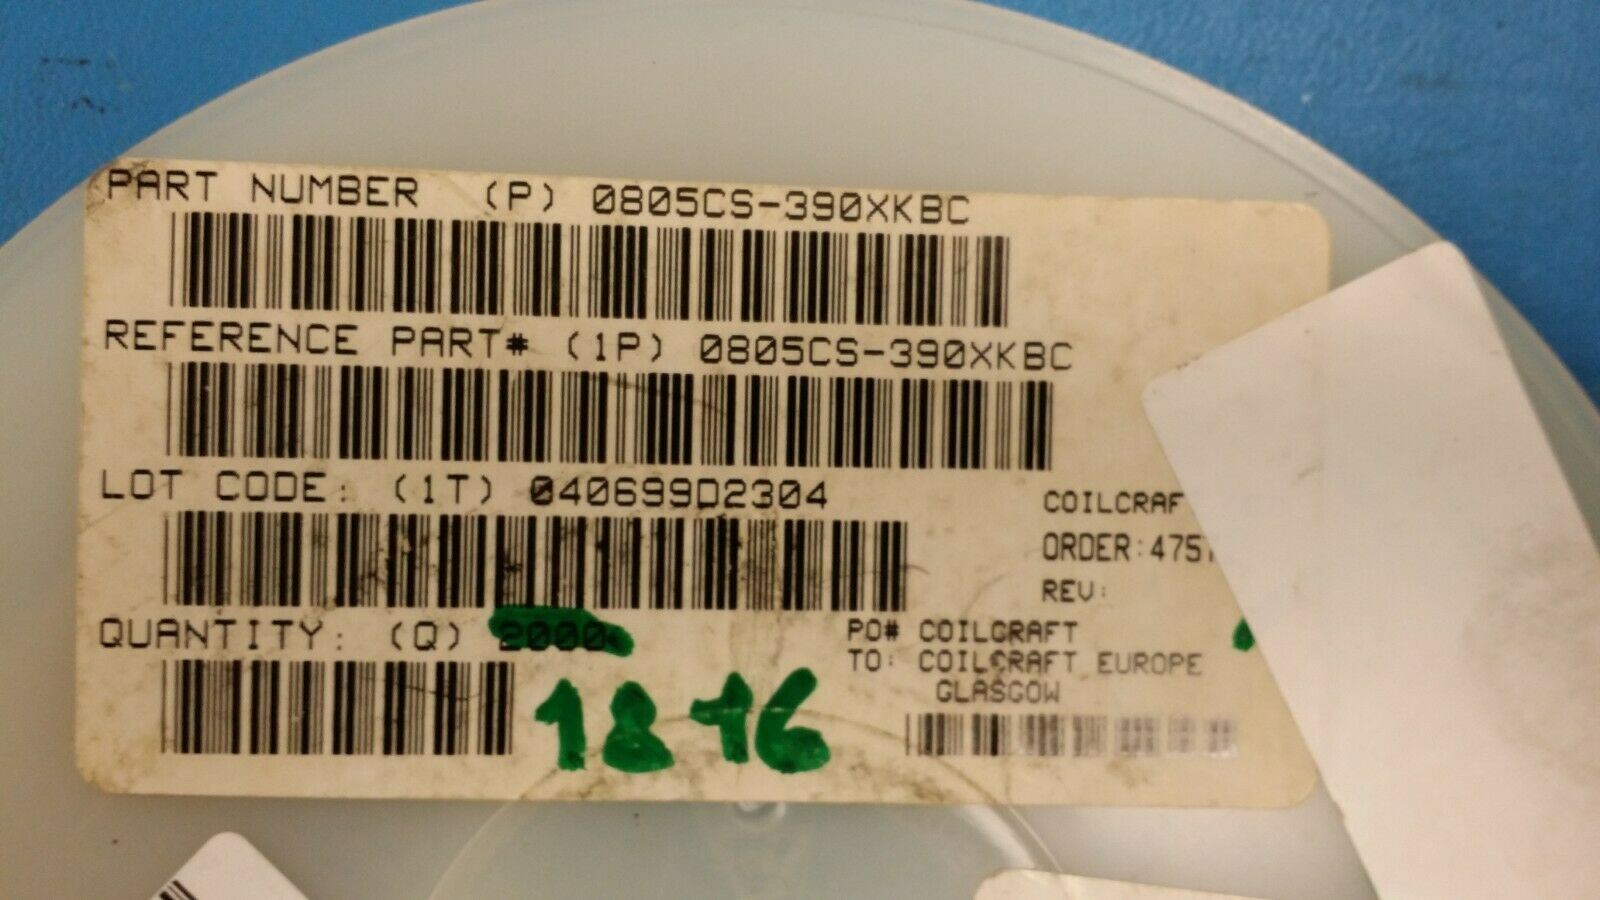 PART NUMBER (P) 0805CS-390XKBC
REFERENCE PART# (1P) 0805CS-390XKBC
LOT CODE: (1T) 040699D2304
COILCRAF
ORDER:475
REV:
QUANTITY: (Q) 2000
PO# COILCRAFT
TO: COILCRAFT EUROPE
GLASGOW